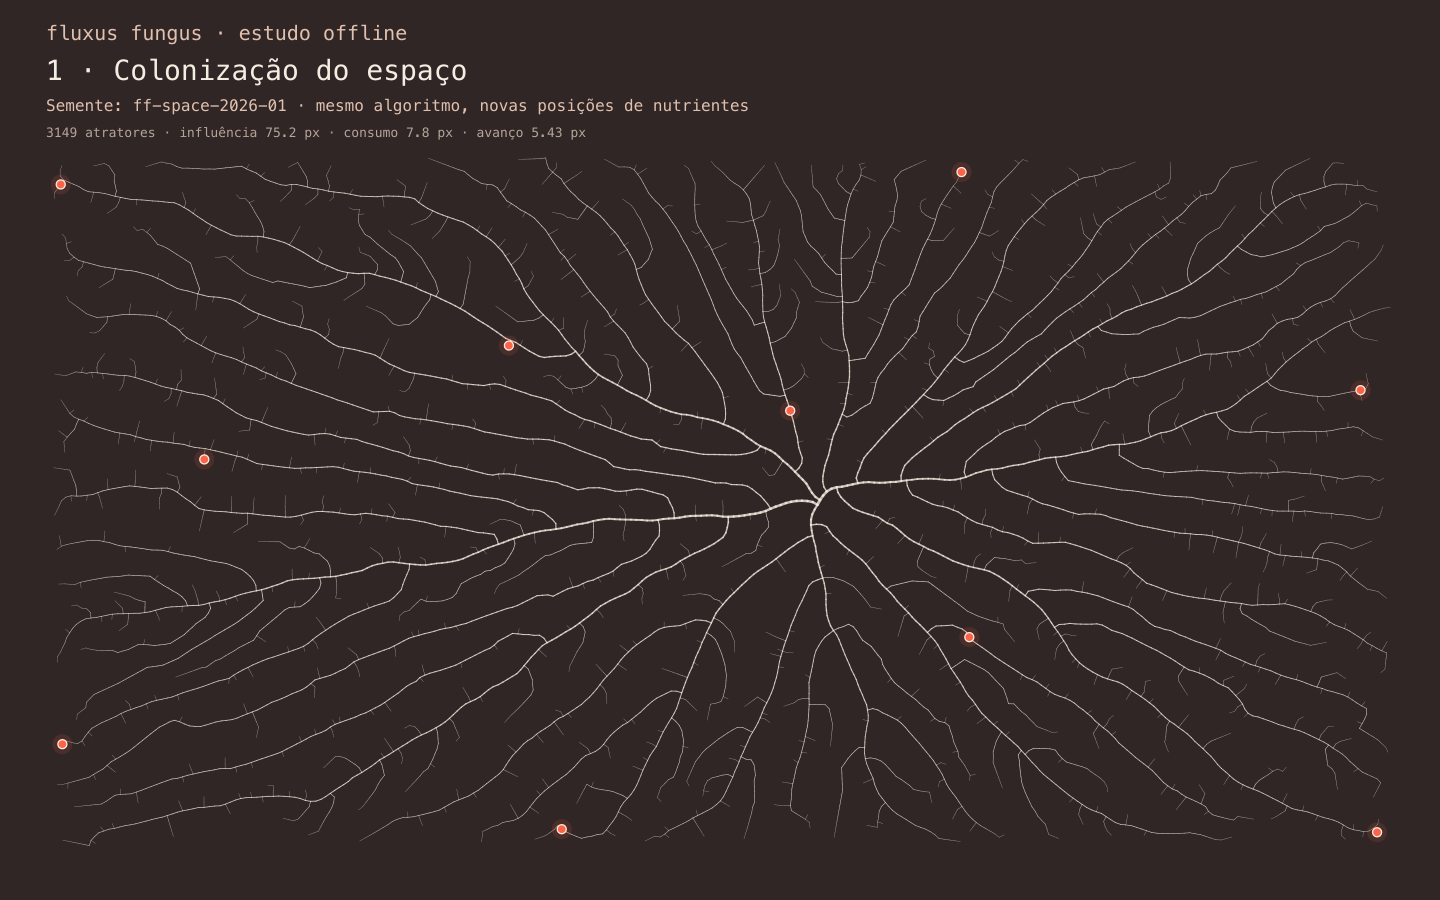 fluxus fungus · estudo offline
1 · Colonização do espaço
Semente: ff-space-2026-01 · mesmo algoritmo, novas posições de nutrientes
3149 atratores · influência 75.2 px · consumo 7.8 px · avanço 5.43 px